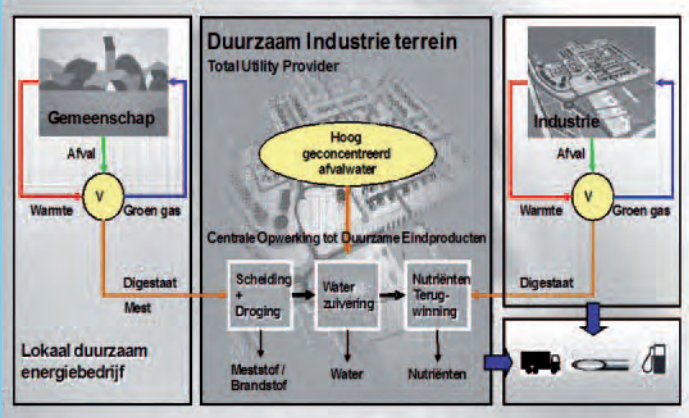 Gemeenschap
Afval
V
Warmte
Groen gas
Digestaat
Mest
Lokaal duurzaam
energiebedrijf
Duurzaam Industrie terrein
Total Utility Provider
Hoog
geconcentreerd
afvalwater
Centrale Opwerking tot Duurzame Eindproducten
Scheiding
+
Droging
Water
zuivering
Nutriënten
Terug-
winning
Meststof /
Brandstof
Water
Nutriënten
Industrie
Afval
V
Warmte
Groen gas
Digestaat